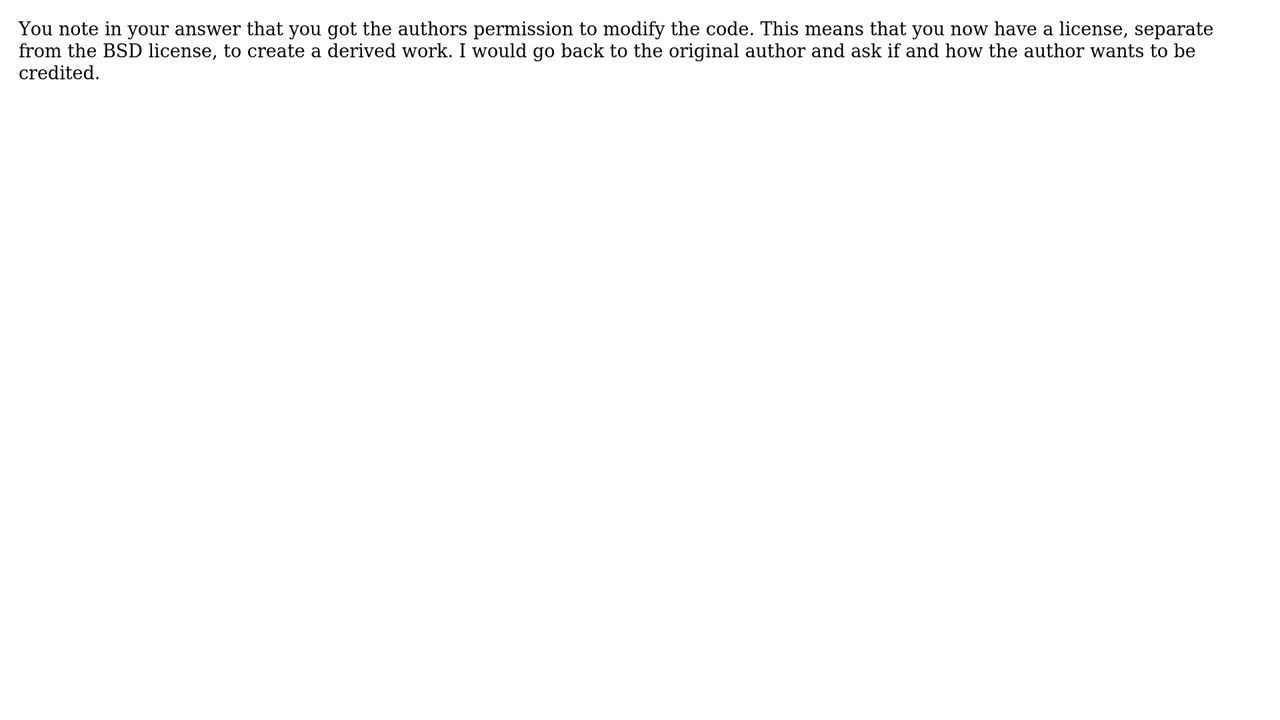 You note in your answer that you got the authors permission to modify the code. This means that you now have a license, separate
from the BSD license, to create a derived work. I would go back to the original author and ask if and how the author wants to be
credited.